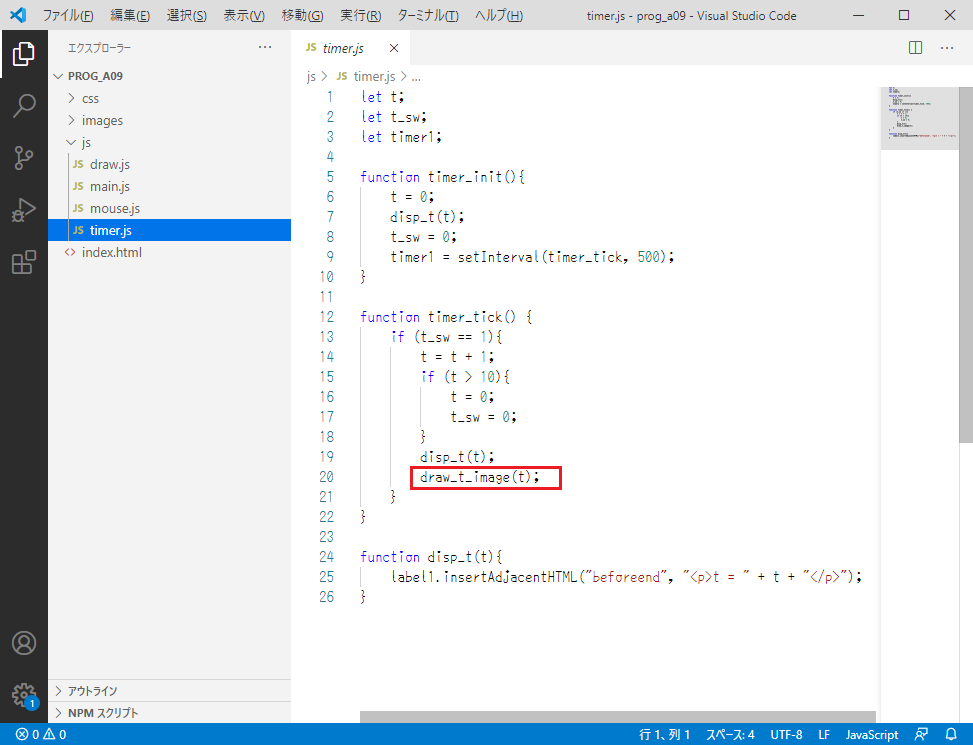 ファイル(F) 編集(E) 選択(S) 表示(V) 移動(G) 実行(R) ターミナル(T) ヘルプ(H) timer.js - prog_a09 - Visual Studio Code
エクスプローラー
PROG_A09
css
images
js
JS draw.js
JS main.js
JS mouse.js
JS timer.js
<> index.html
アウトライン
NPM スクリプト
JS timer.js
js > JS timer.js > ...
1 let t;
2 let t_sw;
3 let timer1;
4
5 function timer_init(){
6 t = 0;
7 disp_t(t);
8 t_sw = 0;
9 timer1 = setInterval(timer_tick, 500);
10 }
11
12 function timer_tick() {
13 if (t_sw == 1){
14 t = t + 1;
15 if (t > 10){
16 t = 0;
17 t_sw = 0;
18 }
19 disp_t(t);
20 draw_t_image(t);
21 }
22 }
23
24 function disp_t(t){
25 label1.insertAdjacentHTML("beforeend", "<p>t = " + t + "</p>");
26 }
1
0 0 行 1、列 1 スペース: 4 UTF-8 LF JavaScript